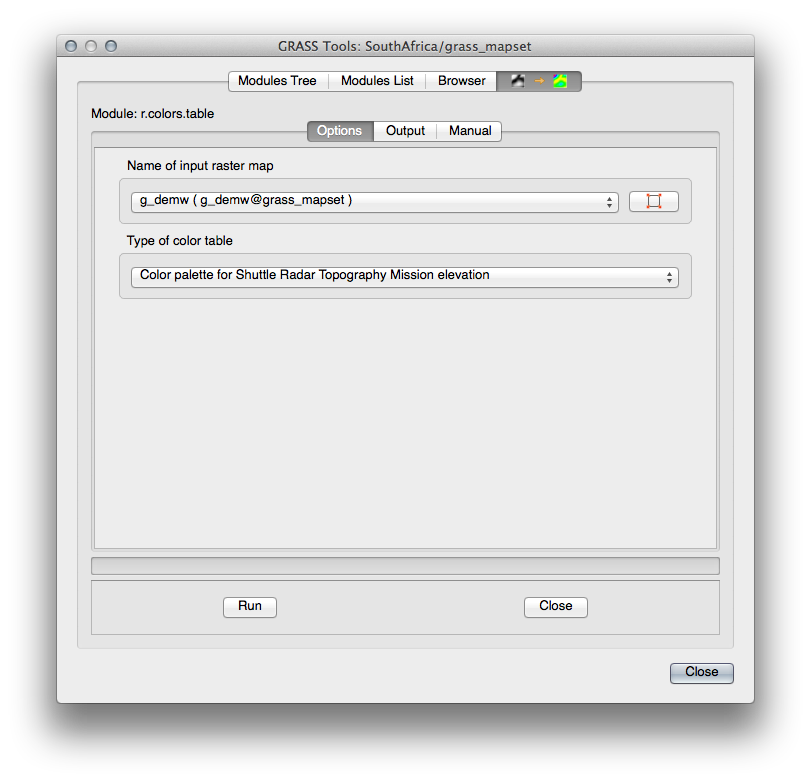 GRASS Tools: SouthAfrica/grass_mapset
Modules Tree Modules List Browser
Module: r.colors.table
Options Output Manual
Name of input raster map
g_demw ( g_demw@grass_mapset )
Type of color table
Color palette for Shuttle Radar Topography Mission elevation
Run Close
Close